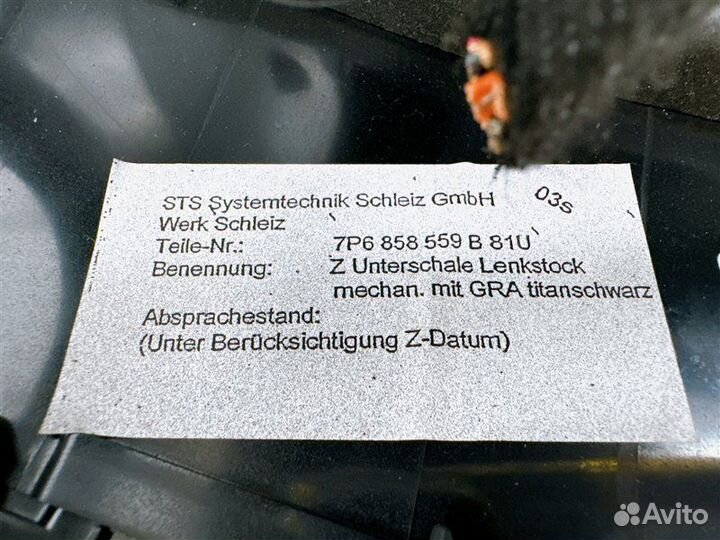 STS Systemtechnik Schleiz GmbH
03s
Werk Schleiz
Teile-Nr.: 7P6 858 559 B 81U
Benennung: Z Unterschale Lenkstock
mechan. mit GRA titanschwarz
Absprachestand:
(Unter Berücksichtigung Z-Datum)
Avito